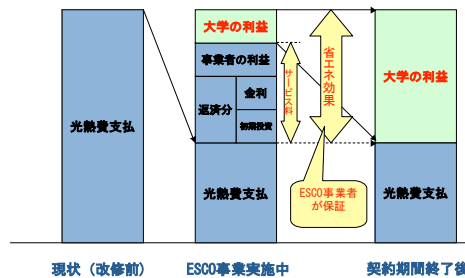 大学の利益
事業者の利益
返済分
金利
初期投資
光熱費支払
光熱費支払
サービス料
省エネ効果
大学の利益
光熱費支払
ESCO事業者
が保証
現状（改修前）
ESCO事業実施中
契約期間終了後